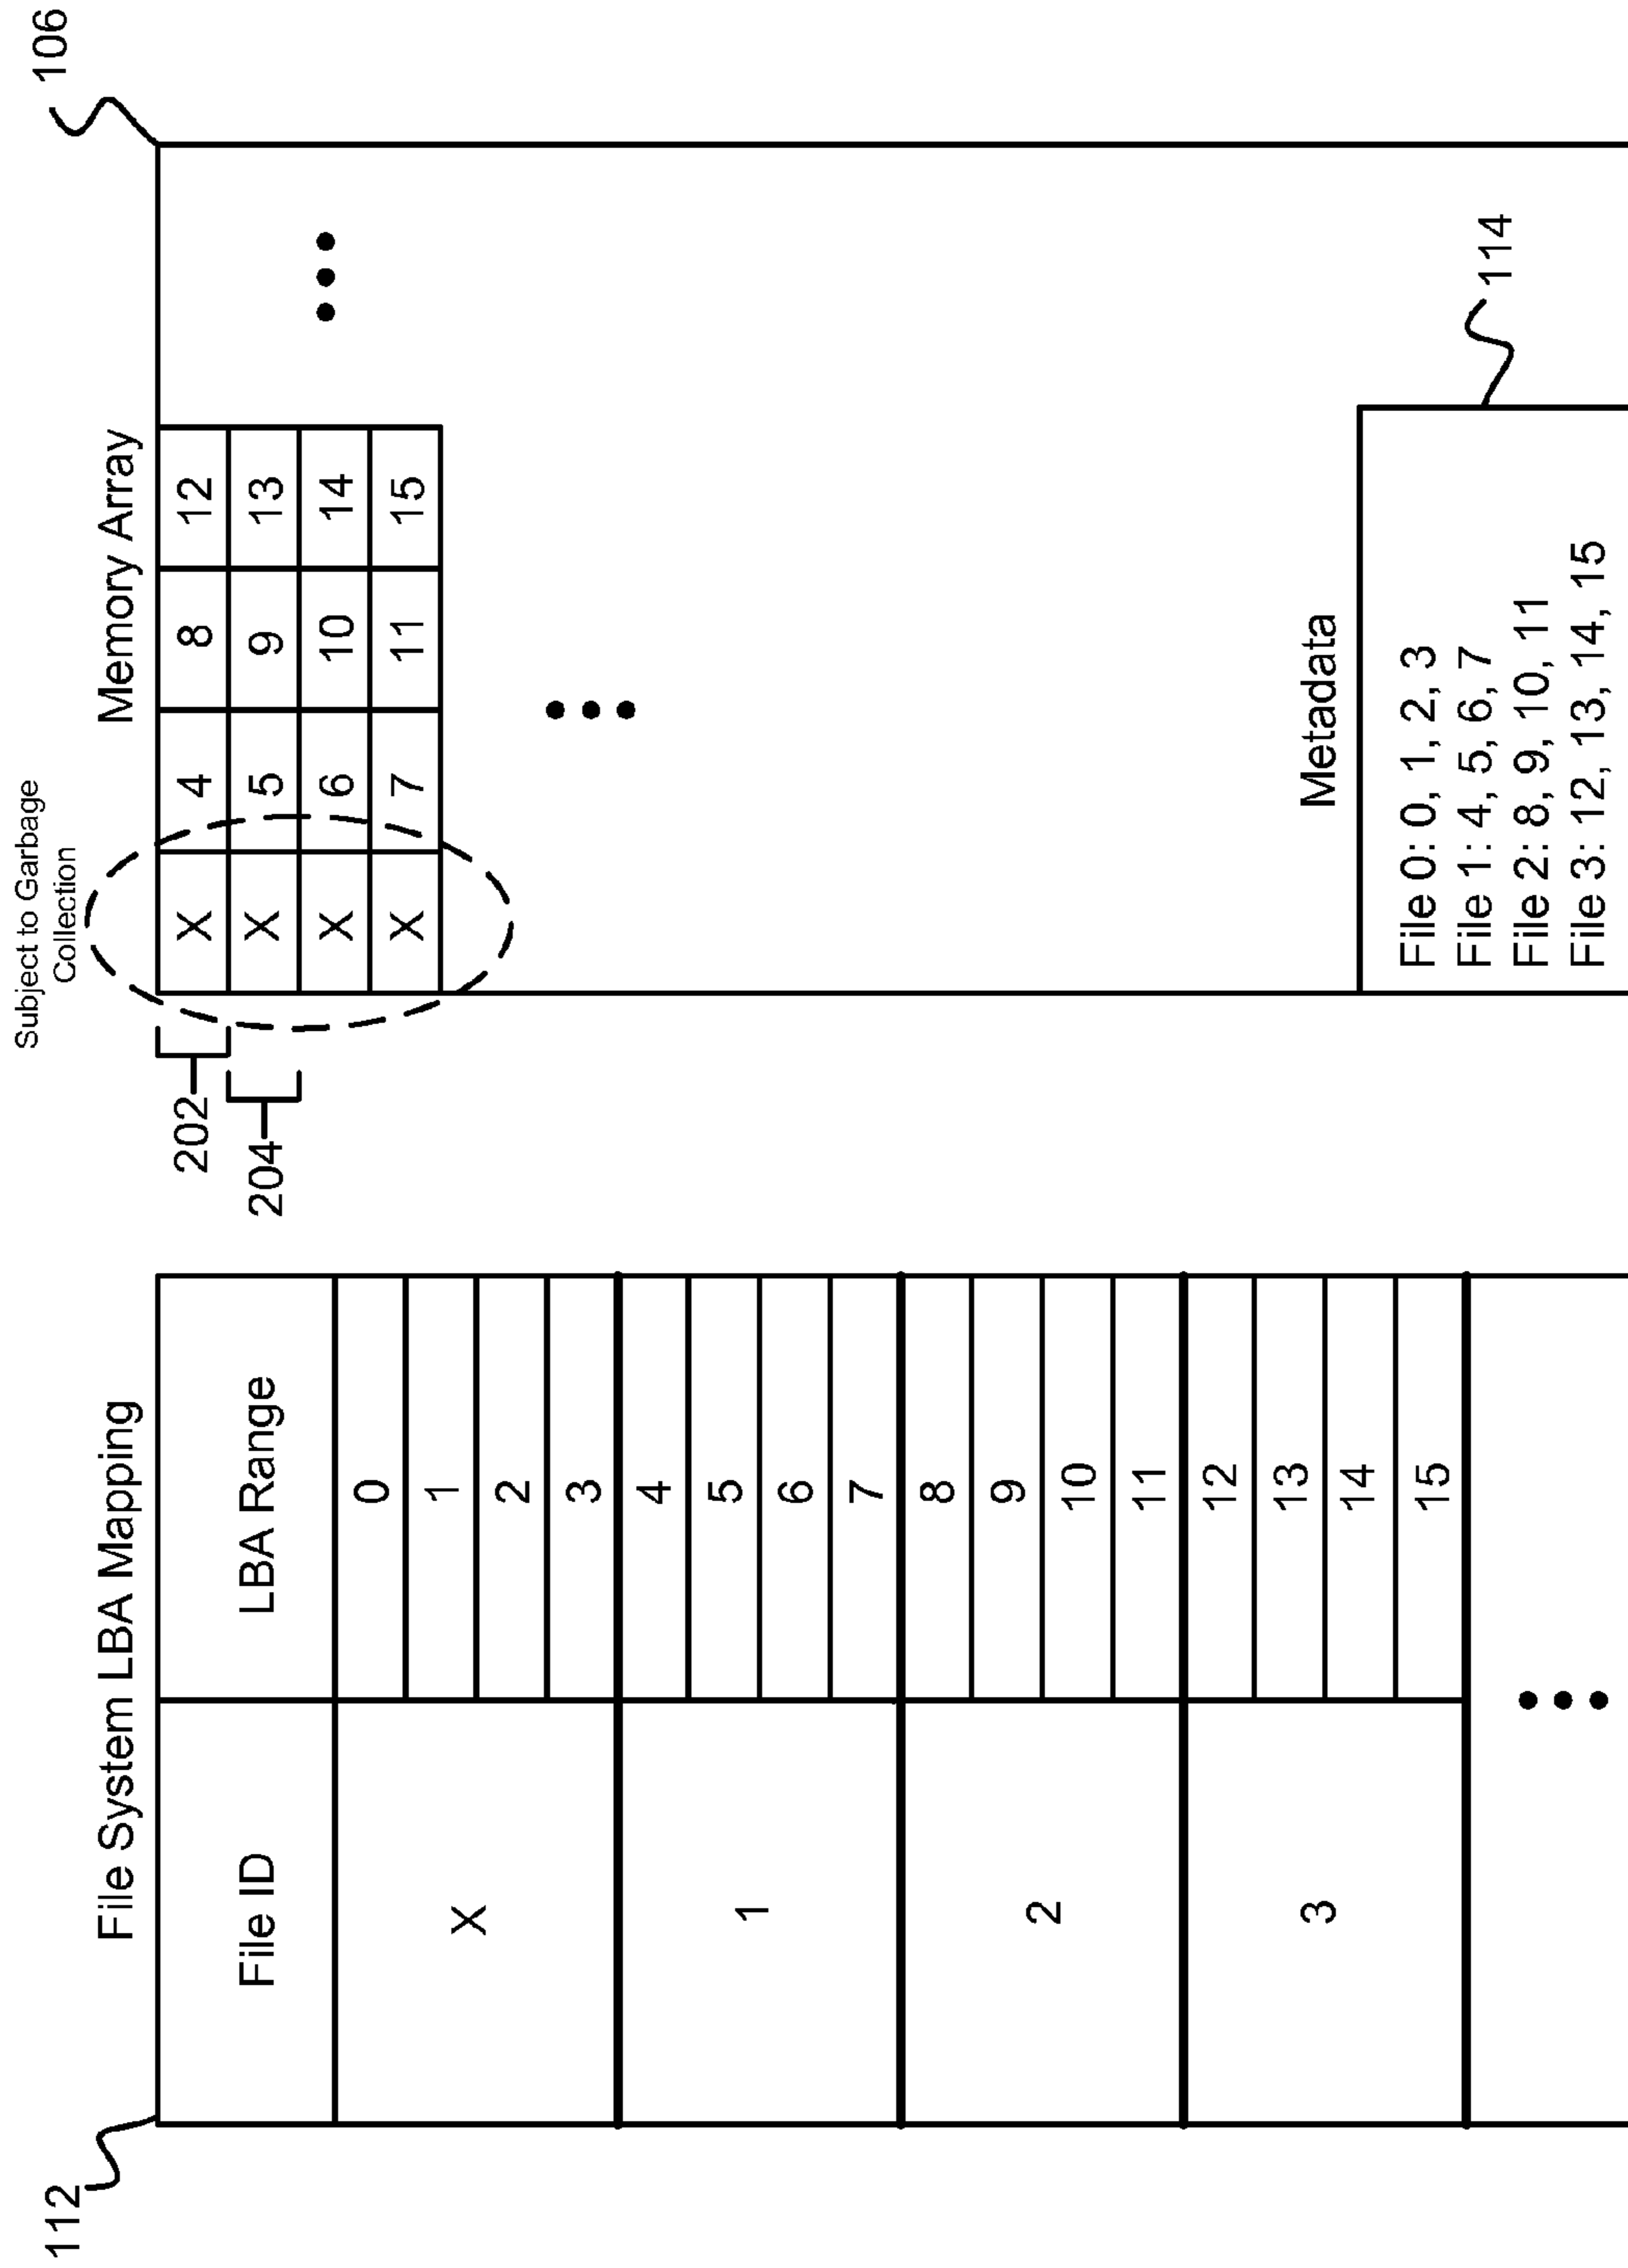 112
File System LBA Mapping
File ID LBA Range
X
0
1
2
3
1
4
5
6
7
2
8
9
10
11
3
12
13
14
15
202
204
Subject to Garbage
Collection
Memory Array
106
X 4 8 12
X 5 9 13
X 6 10 14
X 7 11 15
Metadata
114
File 0: 0, 1, 2, 3
File 1: 4, 5, 6, 7
File 2: 8, 9, 10, 11
File 3: 12, 13, 14, 15